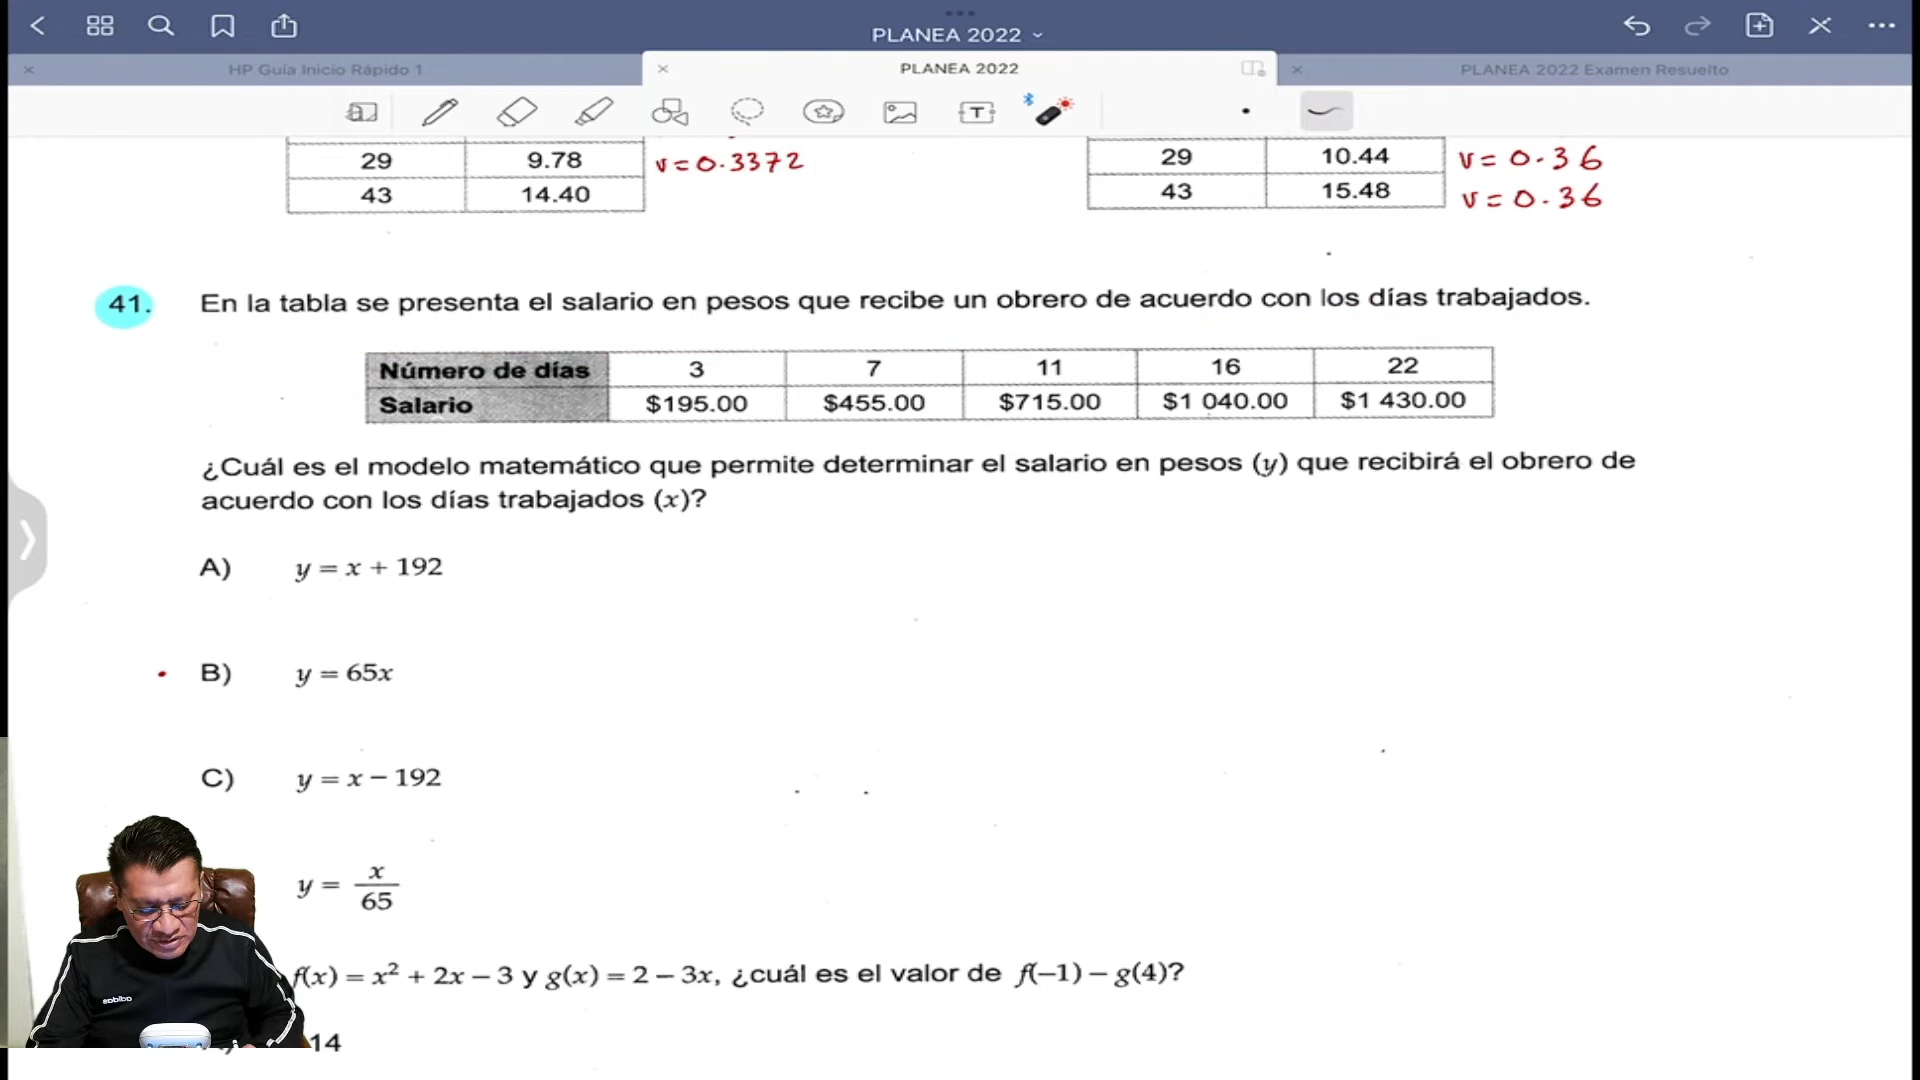 PLANEA 2022
HP Guía Inicio Rápido 1
PLANEA 2022
PLANEA 2022 Examen Resuelto
T
29 9.78 v=0.3372
43 14.40
29 10.44 v=0.36
43 15.48 v=0.36
41. En la tabla se presenta el salario en pesos que recibe un obrero de acuerdo con los días trabajados.
Número de días 3 7 11 16 22
Salario $195.00 $455.00 $715.00 $1 040.00 $1 430.00
¿Cuál es el modelo matemático que permite determinar el salario en pesos (y) que recibirá el obrero de
acuerdo con los días trabajados (x)?
A) y = x + 192
B) y = 65x
C) y = x − 192
y = x/65
f(x) = x² + 2x − 3 y g(x) = 2 − 3x, ¿cuál es el valor de f(−1) − g(4)?
14